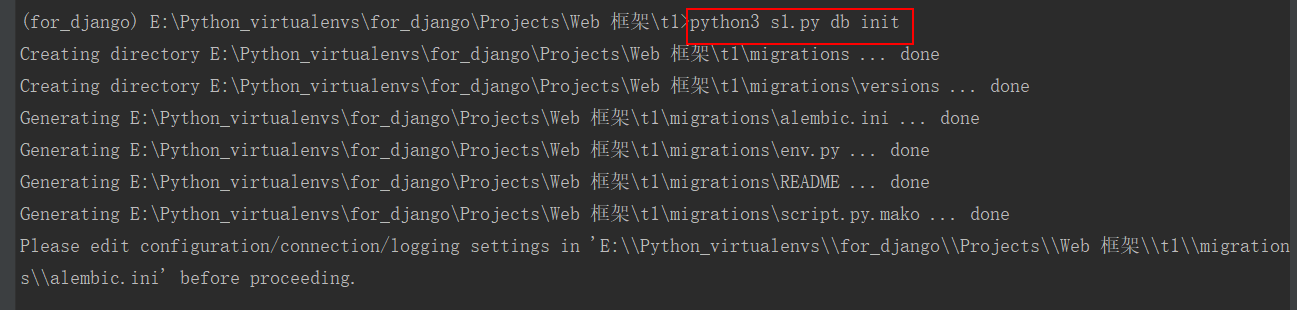 (for_django) E:\Python_virtualenvs\for_django\Projects\Web 框架\t1>python3 s1.py db init
Creating directory E:\Python_virtualenvs\for_django\Projects\Web 框架\t1\migrations ... done
Creating directory E:\Python_virtualenvs\for_django\Projects\Web 框架\t1\migrations\versions ... done
Generating E:\Python_virtualenvs\for_django\Projects\Web 框架\t1\migrations\alembic.ini ... done
Generating E:\Python_virtualenvs\for_django\Projects\Web 框架\t1\migrations\env.py ... done
Generating E:\Python_virtualenvs\for_django\Projects\Web 框架\t1\migrations\README ... done
Generating E:\Python_virtualenvs\for_django\Projects\Web 框架\t1\migrations\script.py.mako ... done
Please edit configuration/connection/logging settings in 'E:\\Python_virtualenvs\\for_django\\Projects\\Web 框架\\t1\\migration
s\\alembic.ini' before proceeding.